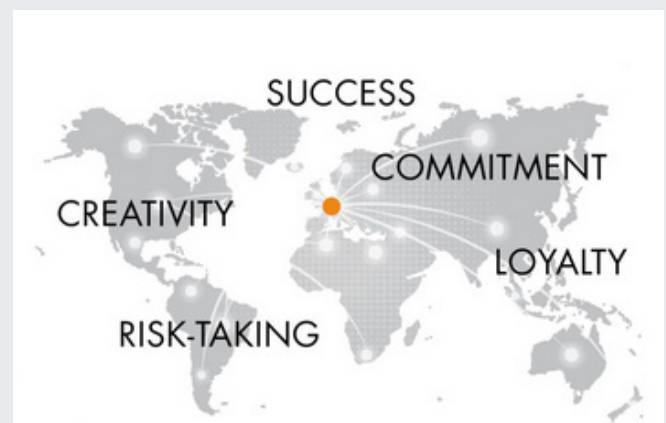 SUCCESS
COMMITMENT
CREATIVITY
LOYALTY
RISK-TAKING